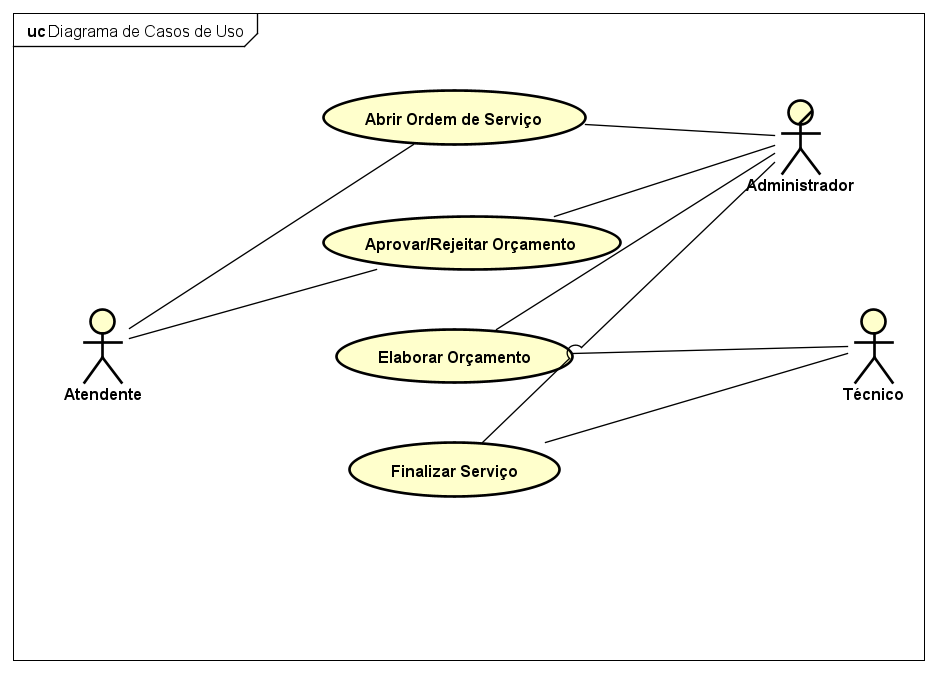 uc Diagrama de Casos de Uso
Abrir Ordem de Serviço
Administrador
Aprovar/Rejeitar Orçamento
Elaborar Orçamento
Atendente
Técnico
Finalizar Serviço